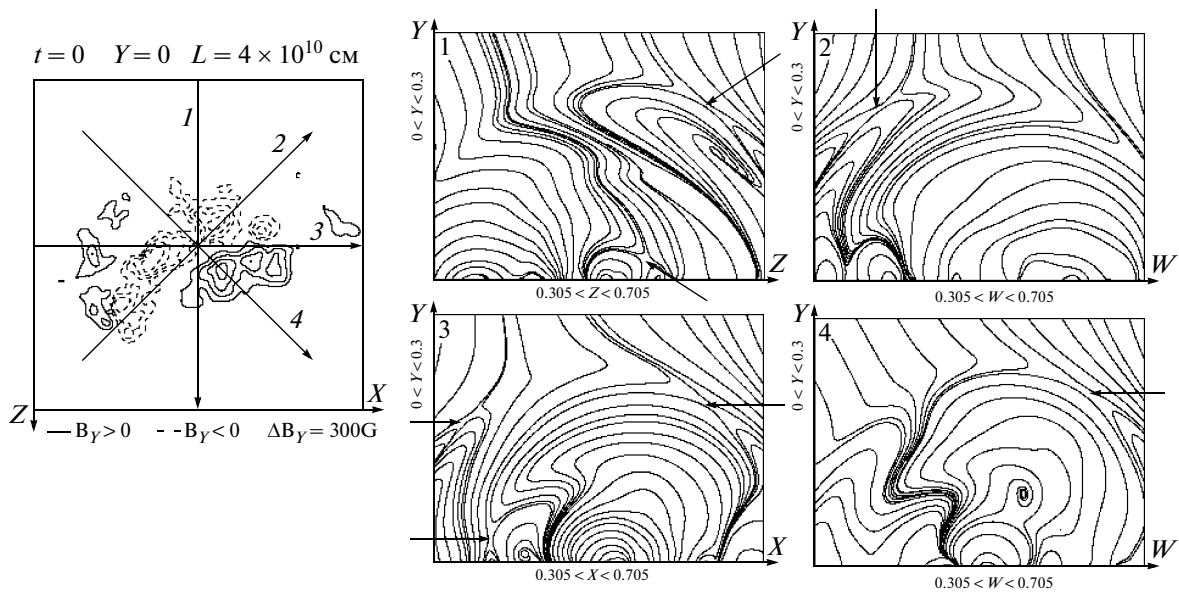 t = 0   Y = 0   L = 4 × 10¹⁰ см
1
2
3
4
X
Z
— B_Y > 0   - - -B_Y < 0   ΔB_Y = 300G
Y
1
0 < Y < 0.3
Z
0.305 < Z < 0.705
Y
2
0 < Y < 0.3
W
0.305 < W < 0.705
Y
3
0 < Y < 0.3
X
0.305 < X < 0.705
Y
4
0 < Y < 0.3
W
0.305 < W < 0.705